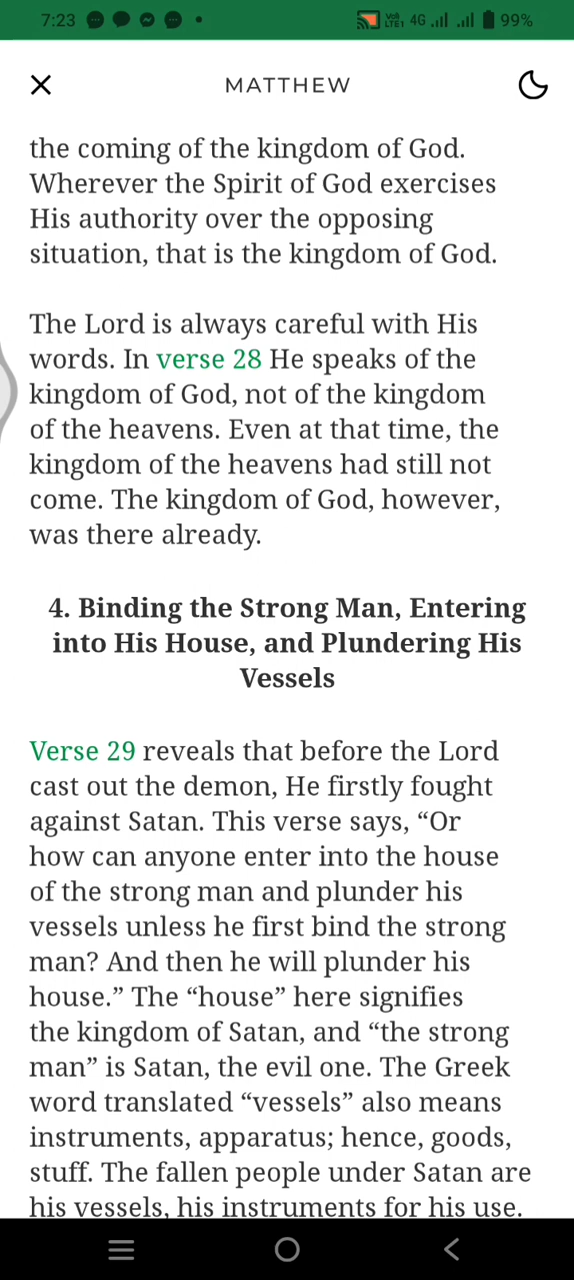 7:23
4G
99%
MATTHEW
the coming of the kingdom of God.
Wherever the Spirit of God exercises
His authority over the opposing
situation, that is the kingdom of God.
The Lord is always careful with His
words. In verse 28 He speaks of the
kingdom of God, not of the kingdom
of the heavens. Even at that time, the
kingdom of the heavens had still not
come. The kingdom of God, however,
was there already.
4. Binding the Strong Man, Entering
into His House, and Plundering His
Vessels
Verse 29 reveals that before the Lord
cast out the demon, He firstly fought
against Satan. This verse says, “Or
how can anyone enter into the house
of the strong man and plunder his
vessels unless he first bind the strong
man? And then he will plunder his
house.” The “house” here signifies
the kingdom of Satan, and “the strong
man” is Satan, the evil one. The Greek
word translated “vessels” also means
instruments, apparatus; hence, goods,
stuff. The fallen people under Satan are
his vessels, his instruments for his use.